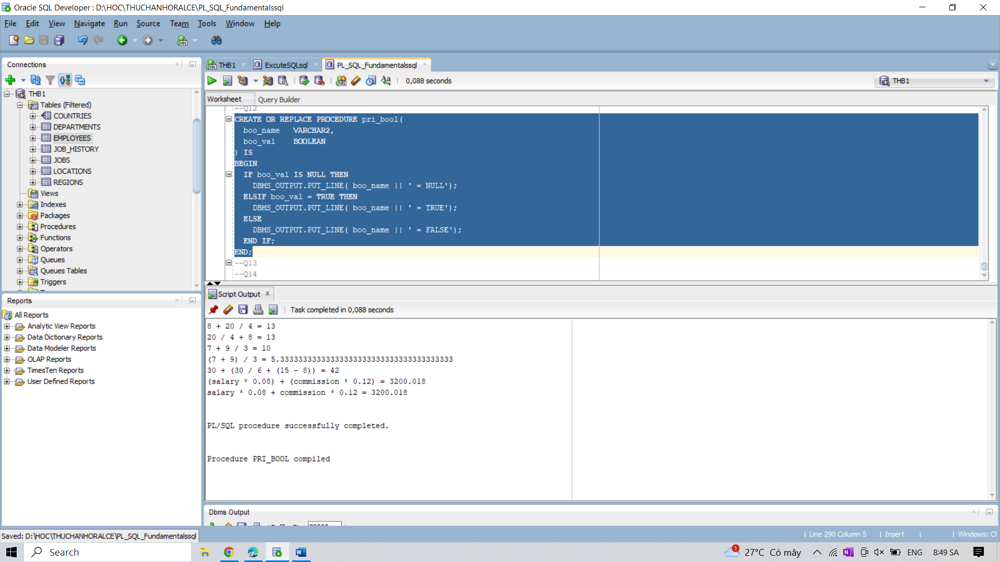 Oracle SQL Developer : D:\HOC\THUCHANHORALCE\PL_SQL_Fundamentalssql
File Edit View Navigate Run Source Team Tools Window Help
Connections
THB1
Tables (Filtered)
COUNTRIES
DEPARTMENTS
EMPLOYEES
JOB_HISTORY
JOBS
LOCATIONS
REGIONS
Views
Indexes
Packages
Procedures
Functions
Operators
Queues
Queues Tables
Triggers
Reports
All Reports
Analytic View Reports
Data Dictionary Reports
Data Modeler Reports
OLAP Reports
TimesTen Reports
User Defined Reports
THB1 ExcuteSQLsql PL_SQL_Fundamentalssql
0,088 seconds
THB1
Worksheet Query Builder
--Q12
CREATE OR REPLACE PROCEDURE pri_bool(
boo_name VARCHAR2,
boo_val BOOLEAN
) IS
BEGIN
IF boo_val IS NULL THEN
DBMS_OUTPUT.PUT_LINE( boo_name || ' = NULL');
ELSIF boo_val = TRUE THEN
DBMS_OUTPUT.PUT_LINE( boo_name || ' = TRUE');
ELSE
DBMS_OUTPUT.PUT_LINE( boo_name || ' = FALSE');
END IF;
END;
--Q13
--Q14
Script Output
Task completed in 0,088 seconds
8 + 20 / 4 = 13
20 / 4 + 8 = 13
7 + 9 / 3 = 10
(7 + 9) / 3 = 5.33333333333333333333333333333333333333
30 + (30 / 6 + (15 - 8)) = 42
(salary * 0.08) + (commission * 0.12) = 3200.018
salary * 0.08 + commission * 0.12 = 3200.018
PL/SQL procedure successfully completed.
Procedure PRI_BOOL compiled
Dbms Output
Saved: D:\HOC\THUCHANHORALCE\PL_SQL_Fundamentalssql
Line 290 Column 5 Insert Windows:
Search
1 27°C Có mây ENG 8:49 SA